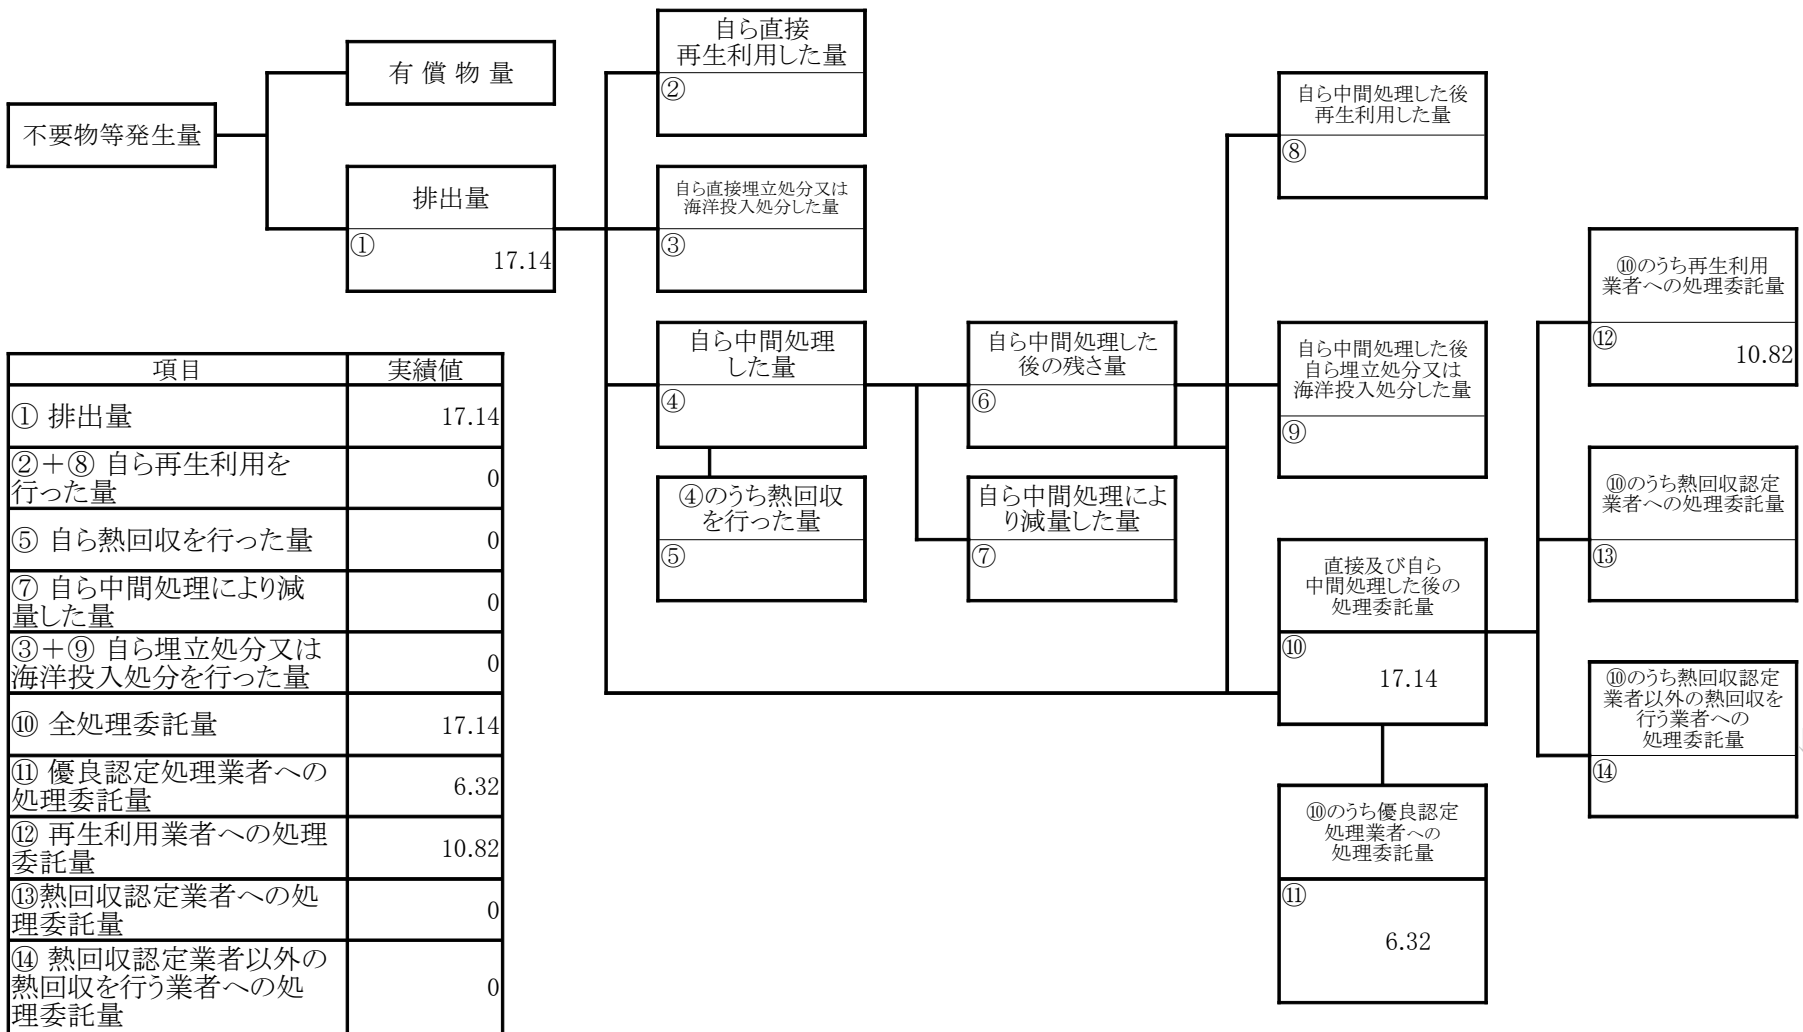 不要物等発生量
有 償 物 量
排出量
①
17.14
自ら直接
再生利用した量
②
自ら直接埋立処分又は
海洋投入処分した量
③
自ら中間処理
した量
④
④のうち熱回収
を行った量
⑤
自ら中間処理した
後の残さ量
⑥
自ら中間処理によ
り減量した量
⑦
自ら中間処理した後
再生利用した量
⑧
自ら中間処理した後
自ら埋立処分又は
海洋投入処分した量
⑨
直接及び自ら
中間処理した後の
処理委託量
⑩
17.14
⑩のうち優良認定
処理業者への
処理委託量
⑪
6.32
⑩のうち再生利用
業者への処理委託量
⑫
10.82
⑩のうち熱回収認定
業者への処理委託量
⑬
⑩のうち熱回収認定
業者以外の熱回収を
行う業者への
処理委託量
⑭
項目 実績値
① 排出量 17.14
②＋⑧ 自ら再生利用を
行った量 0
⑤ 自ら熱回収を行った量 0
⑦ 自ら中間処理により減
量した量 0
③＋⑨ 自ら埋立処分又は
海洋投入処分を行った量 0
⑩ 全処理委託量 17.14
⑪ 優良認定処理業者への
処理委託量 6.32
⑫ 再生利用業者への処理
委託量 10.82
⑬熱回収認定業者への処
理委託量 0
⑭ 熱回収認定業者以外の
熱回収を行う業者への処
理委託量 0